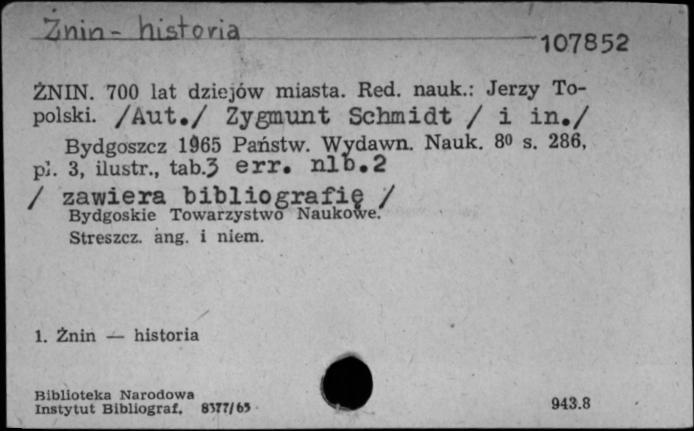 Żnin - historia
107852
ŻNIN. 700 lat dziejów miasta. Red. nauk.: Jerzy To-
polski. /Aut./ Zygmunt Schmidt / i in./
Bydgoszcz 1965 Państw. Wydawn. Nauk. 8⁰ s. 286,
pl. 3, ilustr., tab.3 err. nlb.2
/ zawiera bibliografię /
Bydgoskie Towarzystwo Naukowe.
Streszcz. ang. i niem.
1. Żnin — historia
Biblioteka Narodowa
Instytut Bibliograf. 8377/65
943.8